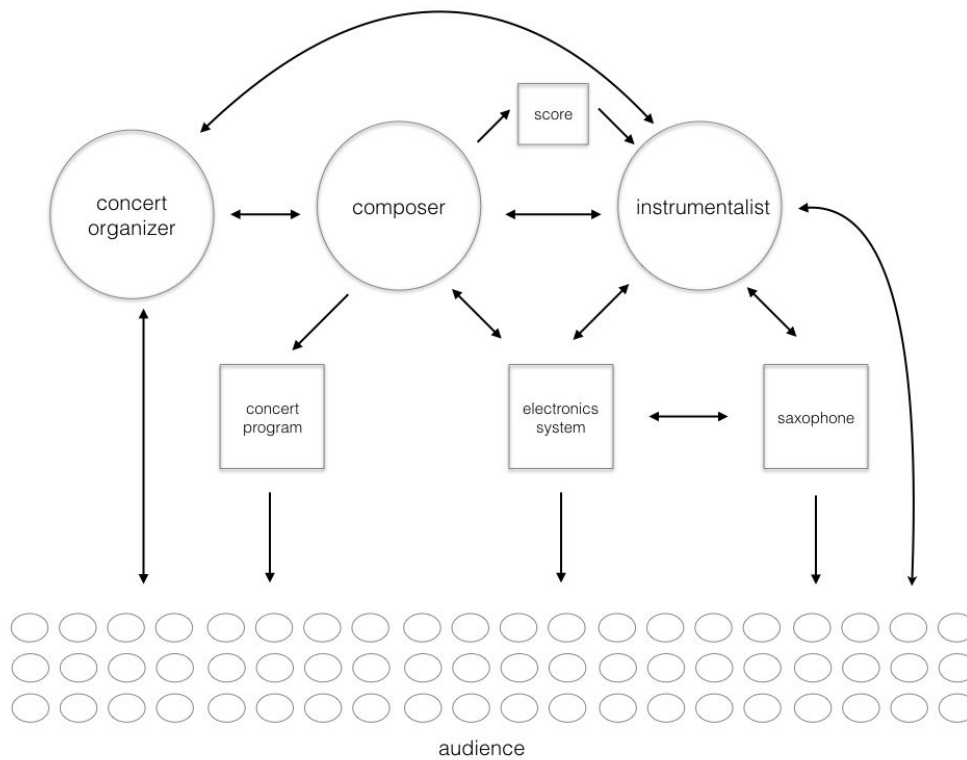 score
concert
organizer
composer
instrumentalist
concert
program
electronics
system
saxophone
audience